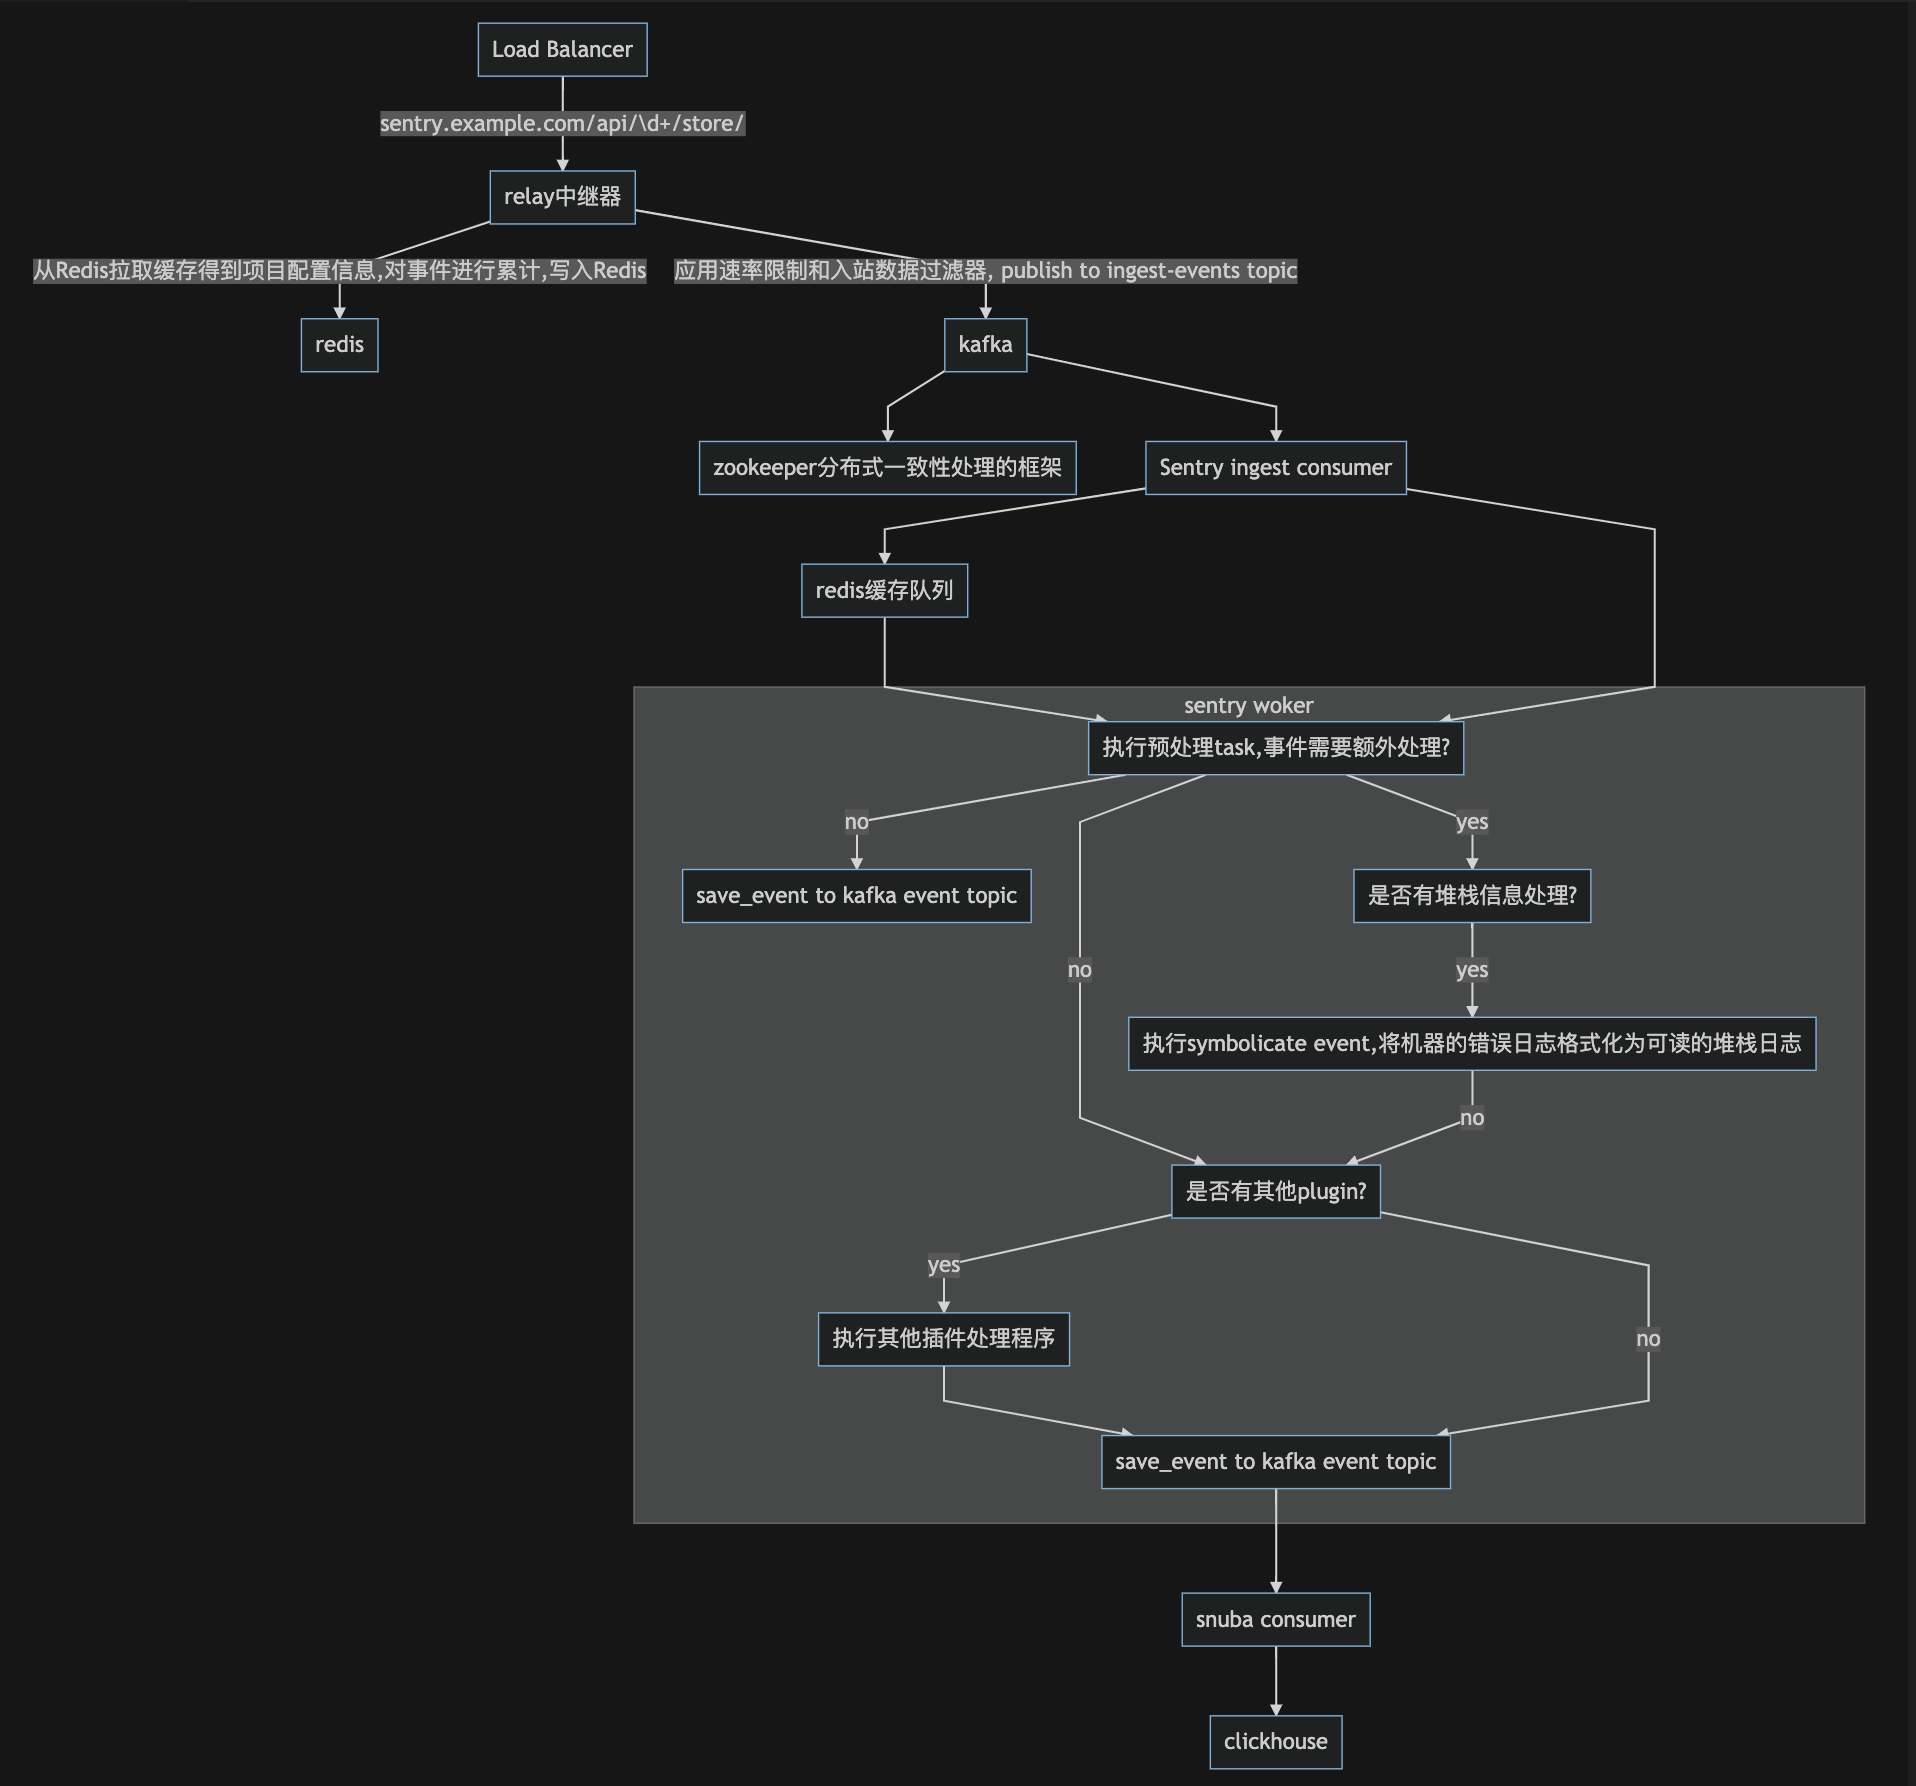 Load Balancer
sentry.example.com/api/\d+/store/
relay中继器
从Redis拉取缓存得到项目配置信息,对事件进行累计,写入Redis
应用速率限制和入站数据过滤器, publish to ingest-events topic
redis
kafka
zookeeper分布式一致性处理的框架
Sentry ingest consumer
redis缓存队列
sentry woker
执行预处理task,事件需要额外处理?
no
yes
save_event to kafka event topic
是否有堆栈信息处理?
no
yes
执行symbolicate event,将机器的错误日志格式化为可读的堆栈日志
no
是否有其他plugin?
yes
执行其他插件处理程序
no
save_event to kafka event topic
snuba consumer
clickhouse